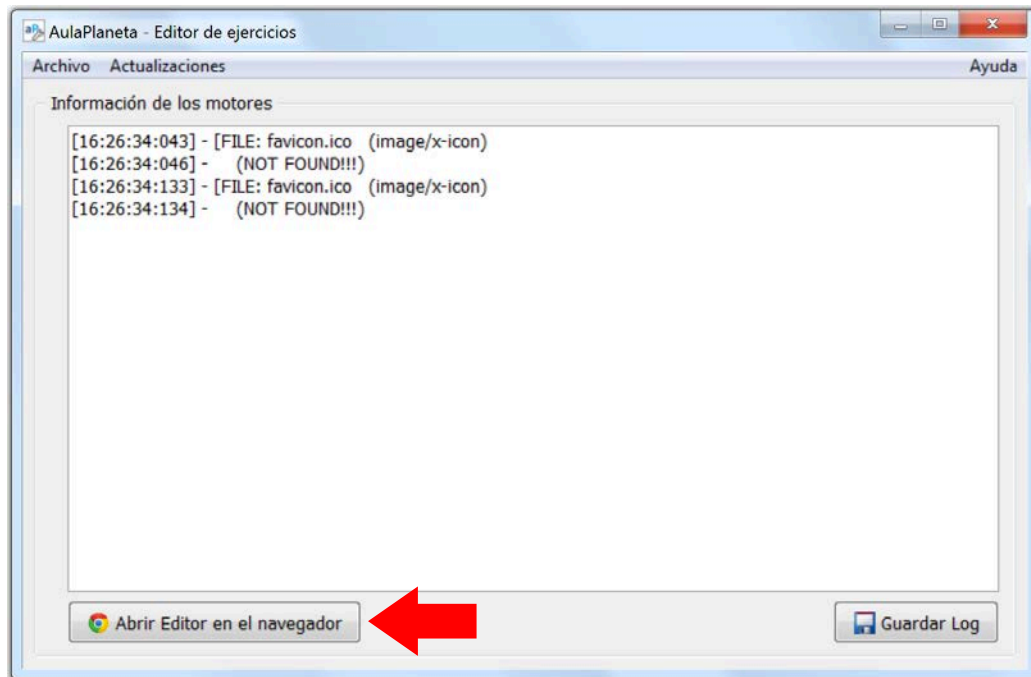 AulaPlaneta - Editor de ejercicios
Archivo Actualizaciones Ayuda
Información de los motores
[16:26:34:043] - [FILE: favicon.ico (image/x-icon)
[16:26:34:046] - (NOT FOUND!!!)
[16:26:34:133] - [FILE: favicon.ico (image/x-icon)
[16:26:34:134] - (NOT FOUND!!!)
Abrir Editor en el navegador Guardar Log